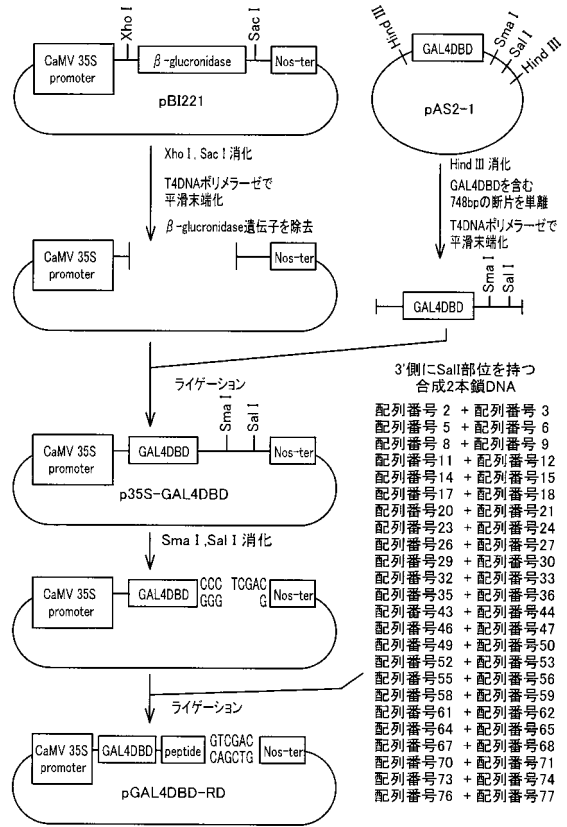 Xho I
Sac I
CaMV 35S
promoter
β-glucronidase
Nos-ter
pBI221
Hind III
GAL4DBD
Sma I
Sal I
Hind III
pAS2-1
Xho I, Sac I 消化
T4DNAポリメラーゼで
平滑末端化
β-glucronidase遺伝子を除去
Hind III 消化
GAL4DBDを含む
748bpの断片を単離
T4DNAポリメラーゼで
平滑末端化
CaMV 35S
promoter
Nos-ter
GAL4DBD
Sma I
Sal I
ライゲーション
CaMV 35S
promoter
GAL4DBD
Sma I
Sal I
Nos-ter
p35S-GAL4DBD
Sma I ,Sal I 消化
CaMV 35S
promoter
GAL4DBD
CCC TCGAC
GGG G
Nos-ter
ライゲーション
CaMV 35S
promoter
GAL4DBD
peptide
GTCGAC
CAGCTG
Nos-ter
pGAL4DBD-RD
3'側にSalI部位を持つ
合成2本鎖DNA
配列番号 2 + 配列番号 3
配列番号 5 + 配列番号 6
配列番号 8 + 配列番号 9
配列番号11 + 配列番号12
配列番号14 + 配列番号15
配列番号17 + 配列番号18
配列番号20 + 配列番号21
配列番号23 + 配列番号24
配列番号26 + 配列番号27
配列番号29 + 配列番号30
配列番号32 + 配列番号33
配列番号35 + 配列番号36
配列番号43 + 配列番号44
配列番号46 + 配列番号47
配列番号49 + 配列番号50
配列番号52 + 配列番号53
配列番号55 + 配列番号56
配列番号58 + 配列番号59
配列番号61 + 配列番号62
配列番号64 + 配列番号65
配列番号67 + 配列番号68
配列番号70 + 配列番号71
配列番号73 + 配列番号74
配列番号76 + 配列番号77